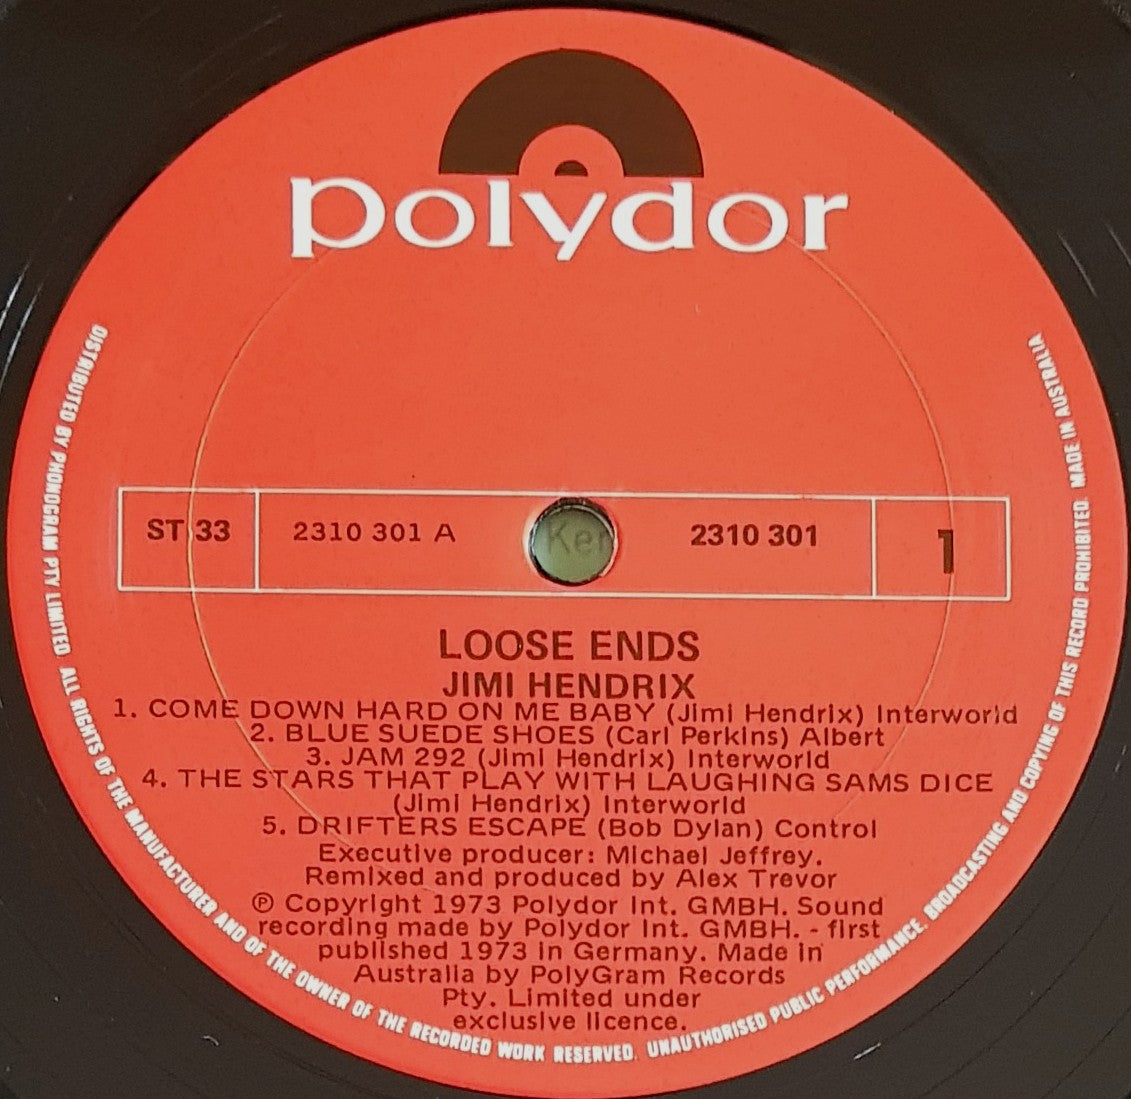 polydor
ST 33
2310 301 A
2310 301
1
LOOSE ENDS
JIMI HENDRIX
1. COME DOWN HARD ON ME BABY (Jimi Hendrix) Interworld
2. BLUE SUEDE SHOES (Carl Perkins) Albert
3. JAM 292 (Jimi Hendrix) Interworld
4. THE STARS THAT PLAY WITH LAUGHING SAMS DICE
(Jimi Hendrix) Interworld
5. DRIFTERS ESCAPE (Bob Dylan) Control
Executive producer: Michael Jeffrey.
Remixed and produced by Alex Trevor
℗ Copyright 1973 Polydor Int. GMBH. Sound
recording made by Polydor Int. GMBH. - first
published 1973 in Germany. Made in
Australia by PolyGram Records
Pty. Limited under
exclusive licence.
DISTRIBUTED BY PHONOGRAM PTY. LIMITED. ALL RIGHTS OF THE MANUFACTURER AND OF THE OWNER OF THE RECORDED WORK RESERVED. UNAUTHORISED PUBLIC PERFORMANCE, BROADCASTING AND COPYING OF THIS RECORD PROHIBITED. MADE IN AUSTRALIA